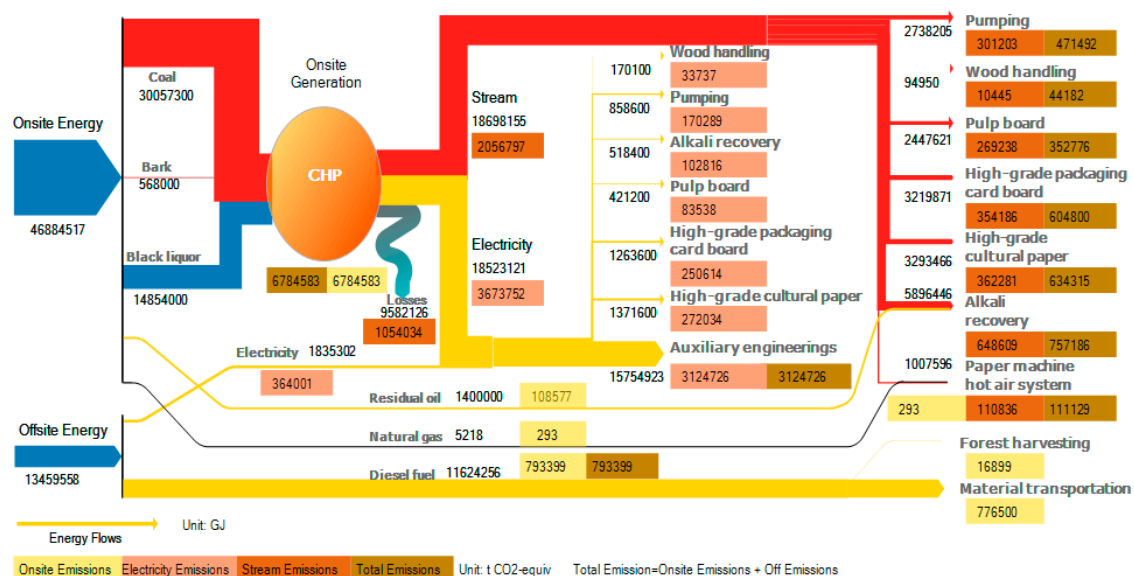 Onsite Energy
46884517
Coal
30057300
Bark
568000
Black liquor
14854000
Onsite
Generation
CHP
6784583 6784583
Losses
9582126
1054034
Stream
18698155
2056797
Electricity
18523121
3673752
Electricity 1835302
364001
Residual oil 1400000 108577
Natural gas 5218 293
Diesel fuel 11624256 793399 793399
Offsite Energy
13459558
Wood handling
170100 33737
Pumping
858600 170289
Alkali recovery
518400 102816
Pulp board
421200 83538
High-grade packaging
card board
1263600 250614
High-grade cultural paper
1371600 272034
Auxiliary engineerings
15754923 3124726 3124726
Pumping
2738205 301203 471492
Wood handling
94950 10445 44182
Pulp board
2447621 269238 352776
High-grade packaging
card board
3219871 354186 604800
High-grade
cultural paper
3293466 362281 634315
5896446
Alkali
recovery
648609 757186
1007596
Paper machine
hot air system
293 110836 111129
Forest harvesting
16899
Material transportation
776500
Unit: GJ
Energy Flows
Onsite Emissions Electricity Emissions Stream Emissions Total Emissions Unit: t CO2-equiv Total Emission=Onsite Emissions + Off Emissions